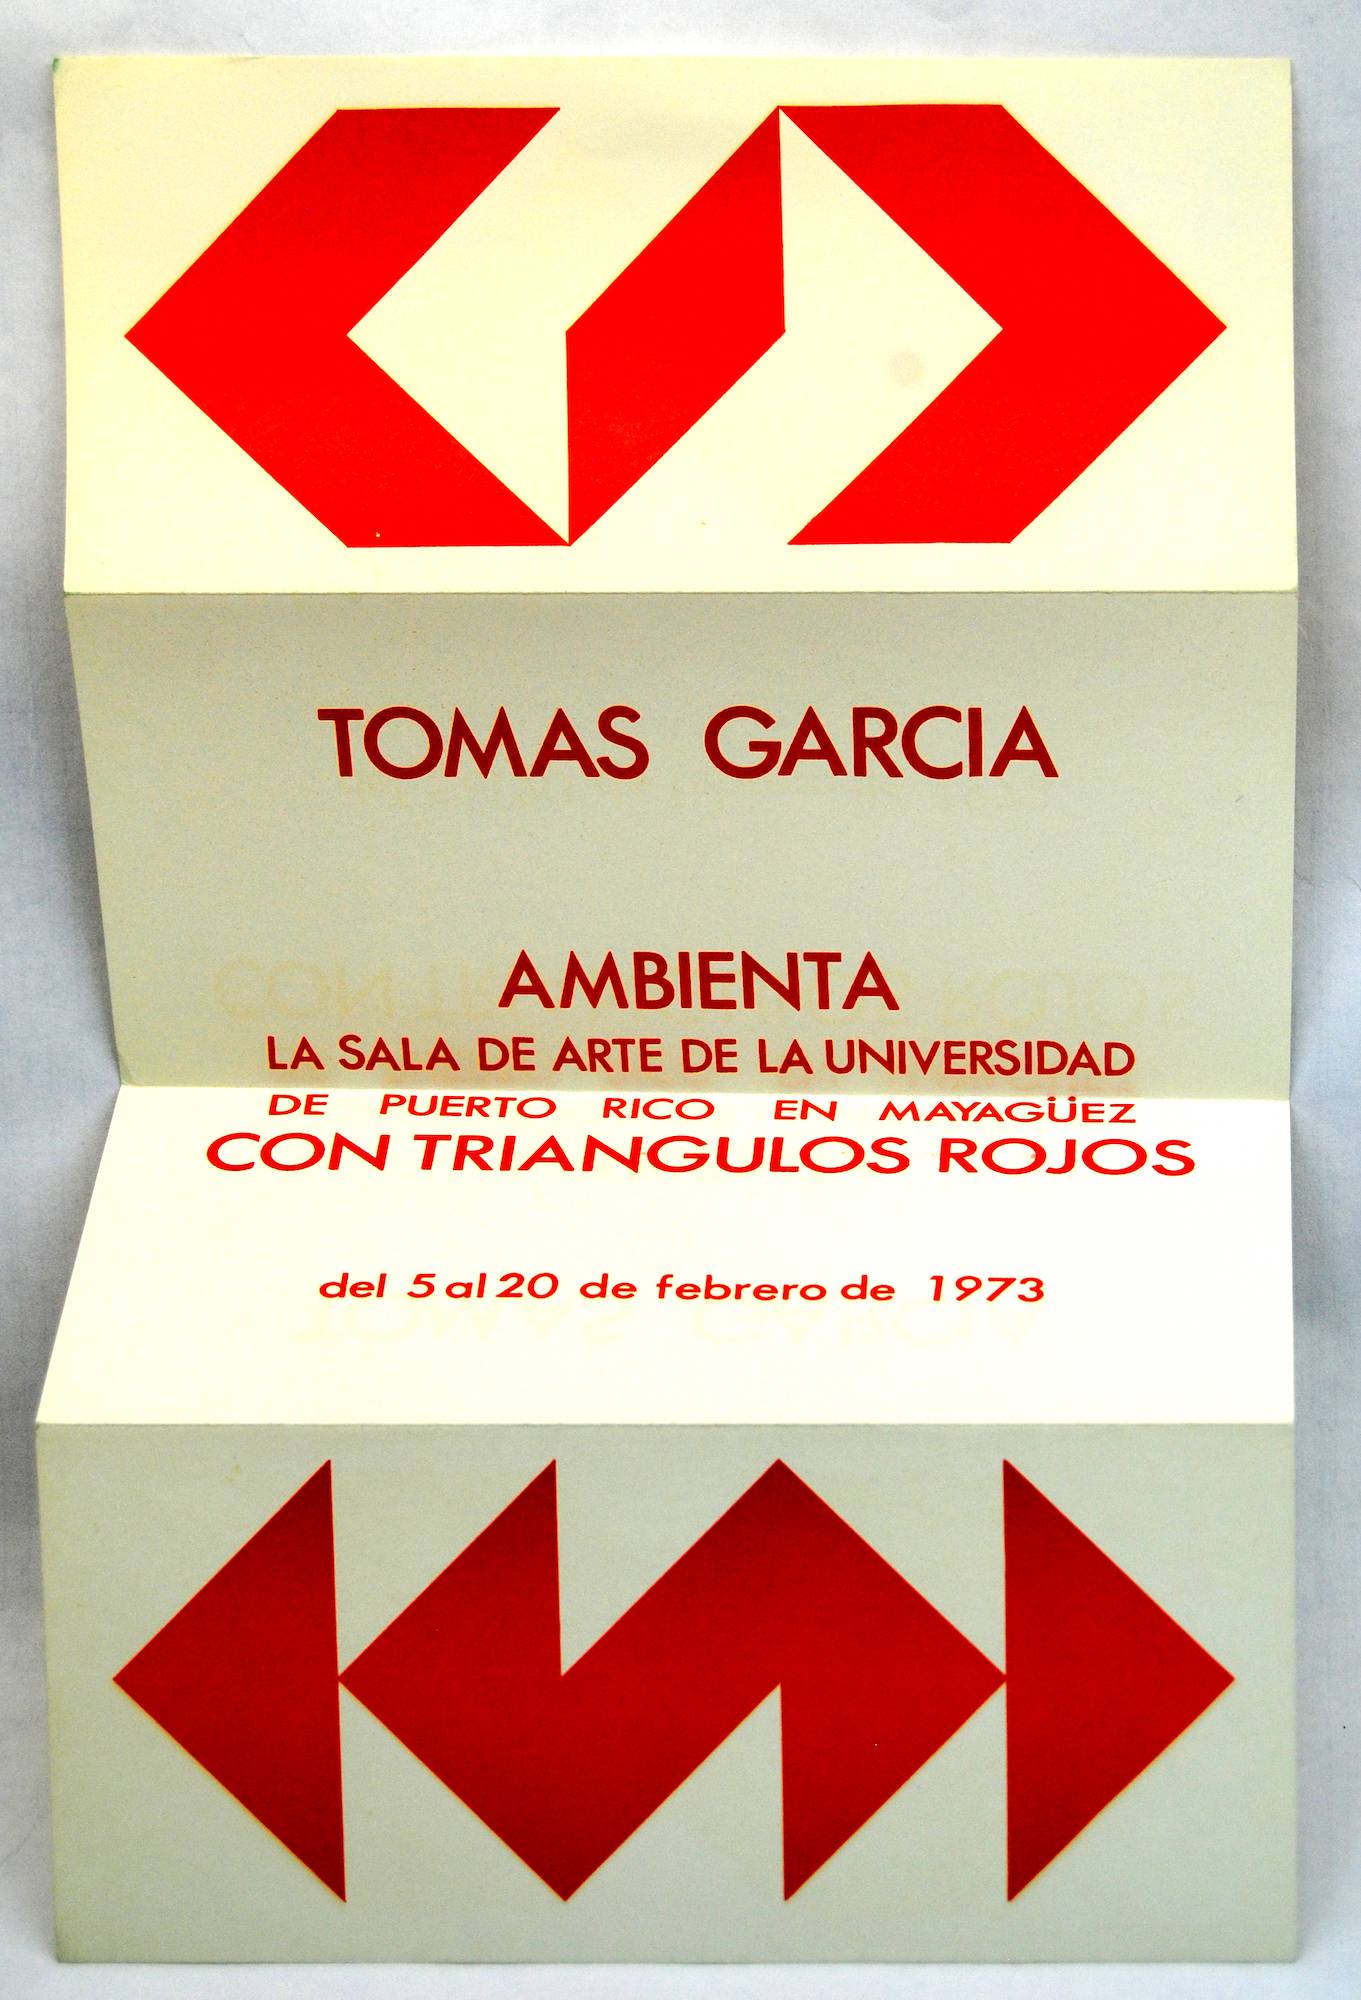 TOMAS GARCIA
AMBIENTA
LA SALA DE ARTE DE LA UNIVERSIDAD
DE PUERTO RICO EN MAYAGÜEZ
CON TRIANGULOS ROJOS
del 5 al 20 de febrero de 1973